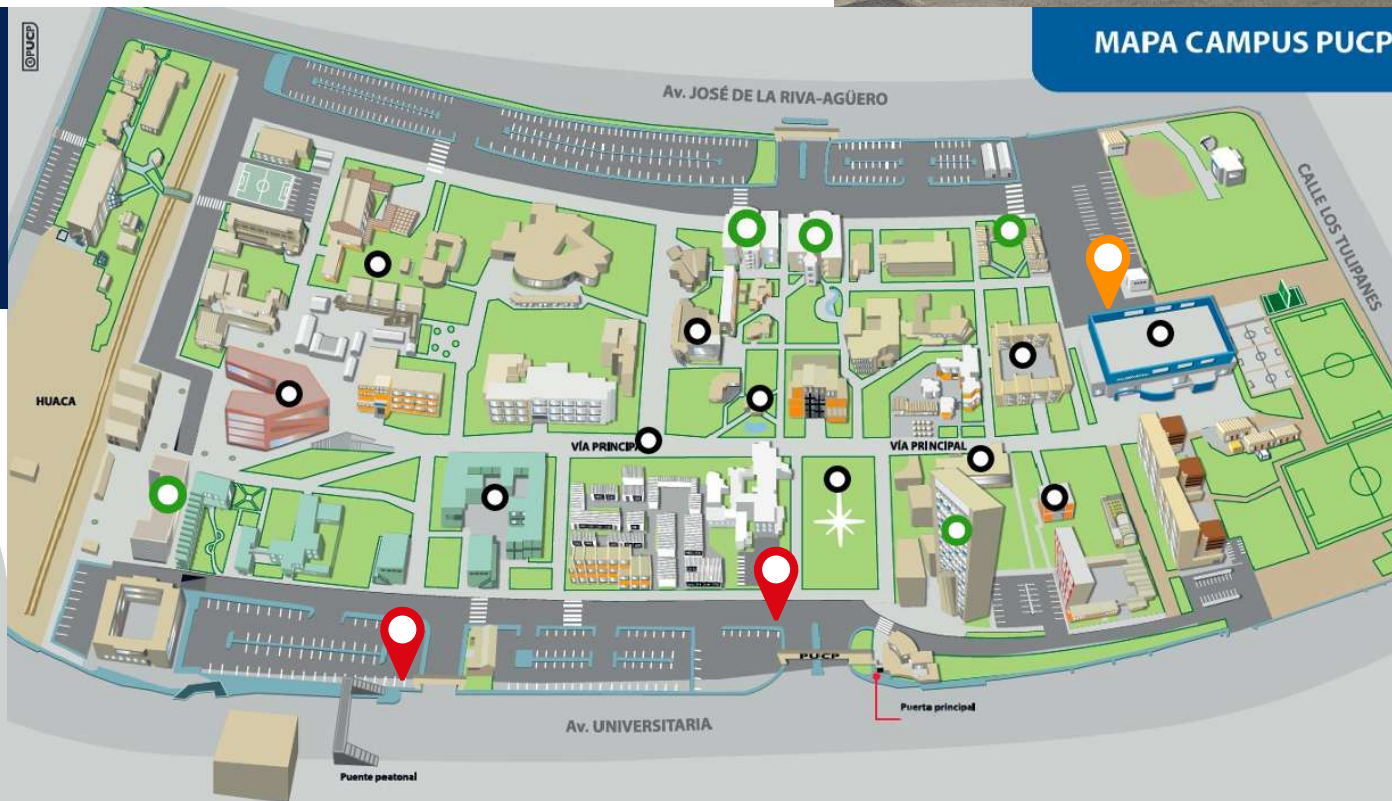 ©PUCP
MAPA CAMPUS PUCP
Av. JOSÉ DE LA RIVA-AGÜERO
CALLE LOS TULIPANES
HUACA
VÍA PRINCIPAL
VÍA PRINCIPAL
PUCP
Puerta principal
Av. UNIVERSITARIA
Puente peatonal